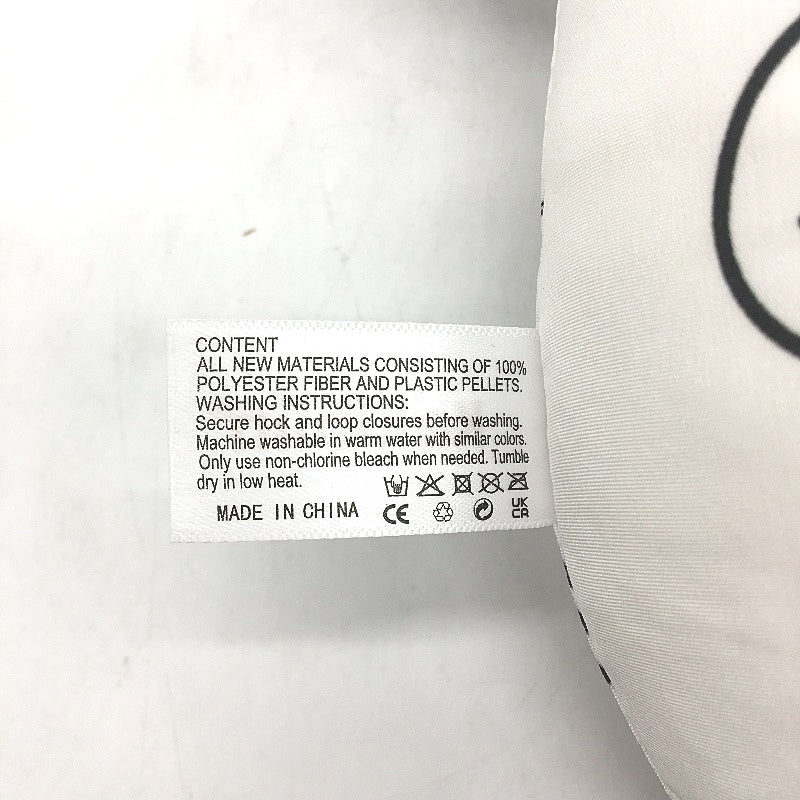 CONTENT
ALL NEW MATERIALS CONSISTING OF 100%
POLYESTER FIBER AND PLASTIC PELLETS.
WASHING INSTRUCTIONS:
Secure hock and loop closures before washing.
Machine washable in warm water with similar colors.
Only use non-chlorine bleach when needed. Tumble
dry in low heat.
MADE IN CHINA CE UK CA